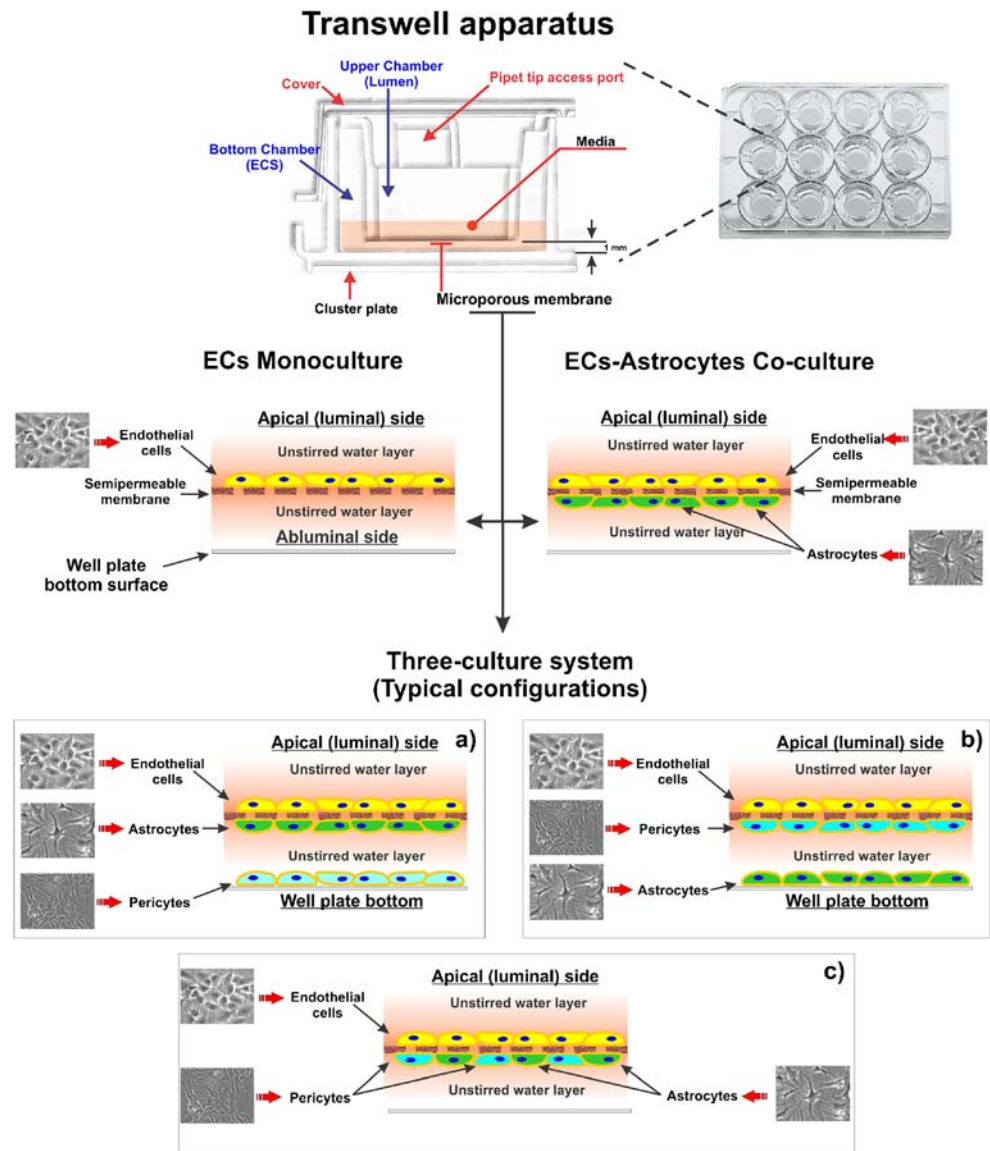 Transwell apparatus
Cover
Upper Chamber
(Lumen)
Pipet tip access port
Bottom Chamber
(ECS)
Media
1 mm
Cluster plate
Microporous membrane
ECs Monoculture
Apical (luminal) side
Endothelial
cells
Unstirred water layer
Semipermeable
membrane
Unstirred water layer
Abluminal side
Well plate
bottom surface
ECs-Astrocytes Co-culture
Apical (luminal) side
Unstirred water layer
Endothelial
cells
Semipermeable
membrane
Unstirred water layer
Astrocytes
Three-culture system
(Typical configurations)
a)
Apical (luminal) side
Endothelial
cells
Unstirred water layer
Astrocytes
Unstirred water layer
Pericytes
Well plate bottom
b)
Apical (luminal) side
Endothelial
cells
Unstirred water layer
Pericytes
Unstirred water layer
Astrocytes
Well plate bottom
c)
Apical (luminal) side
Endothelial
cells
Unstirred water layer
Pericytes
Unstirred water layer
Astrocytes